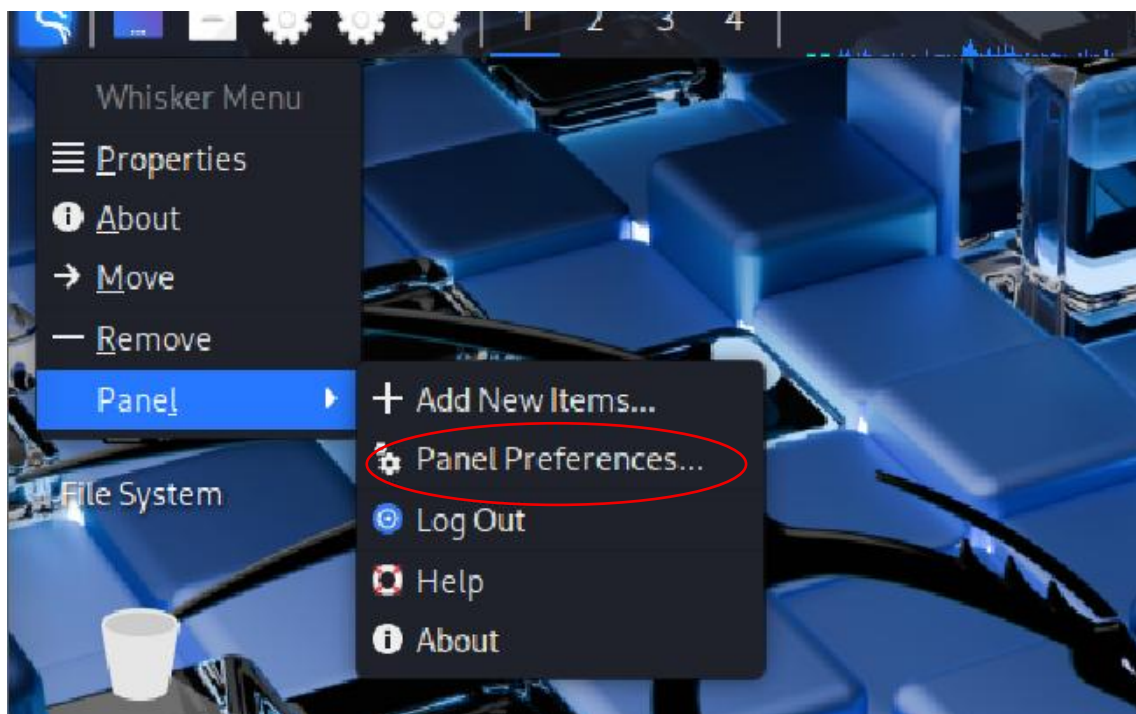 1 2 3 4
Whisker Menu
Properties
About
Move
Remove
Panel
Add New Items...
Panel Preferences...
File System
Log Out
Help
About